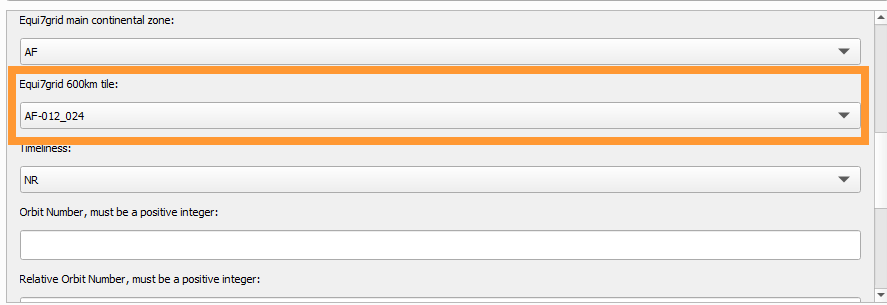 Equi7grid main continental zone:
AF
Equi7grid 600km tile:
AF-012_024
Timeliness:
NR
Orbit Number, must be a positive integer:
Relative Orbit Number, must be a positive integer: